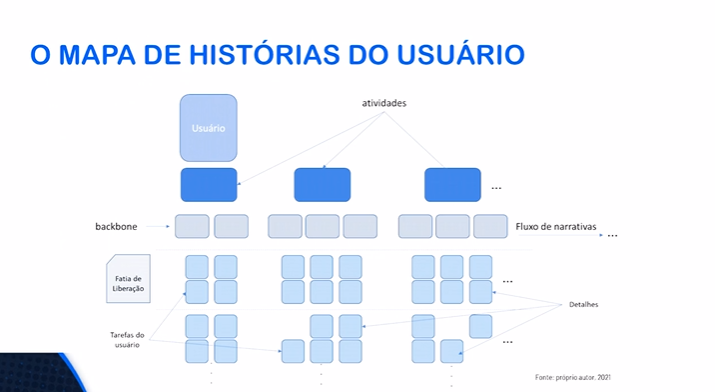 O MAPA DE HISTÓRIAS DO USUÁRIO
atividades
Usuário
...
backbone
Fluxo de narrativas
...
Fatia de
Liberação
...
Detalhes
Tarefas do
usuário
...
Fonte: próprio autor. 2021